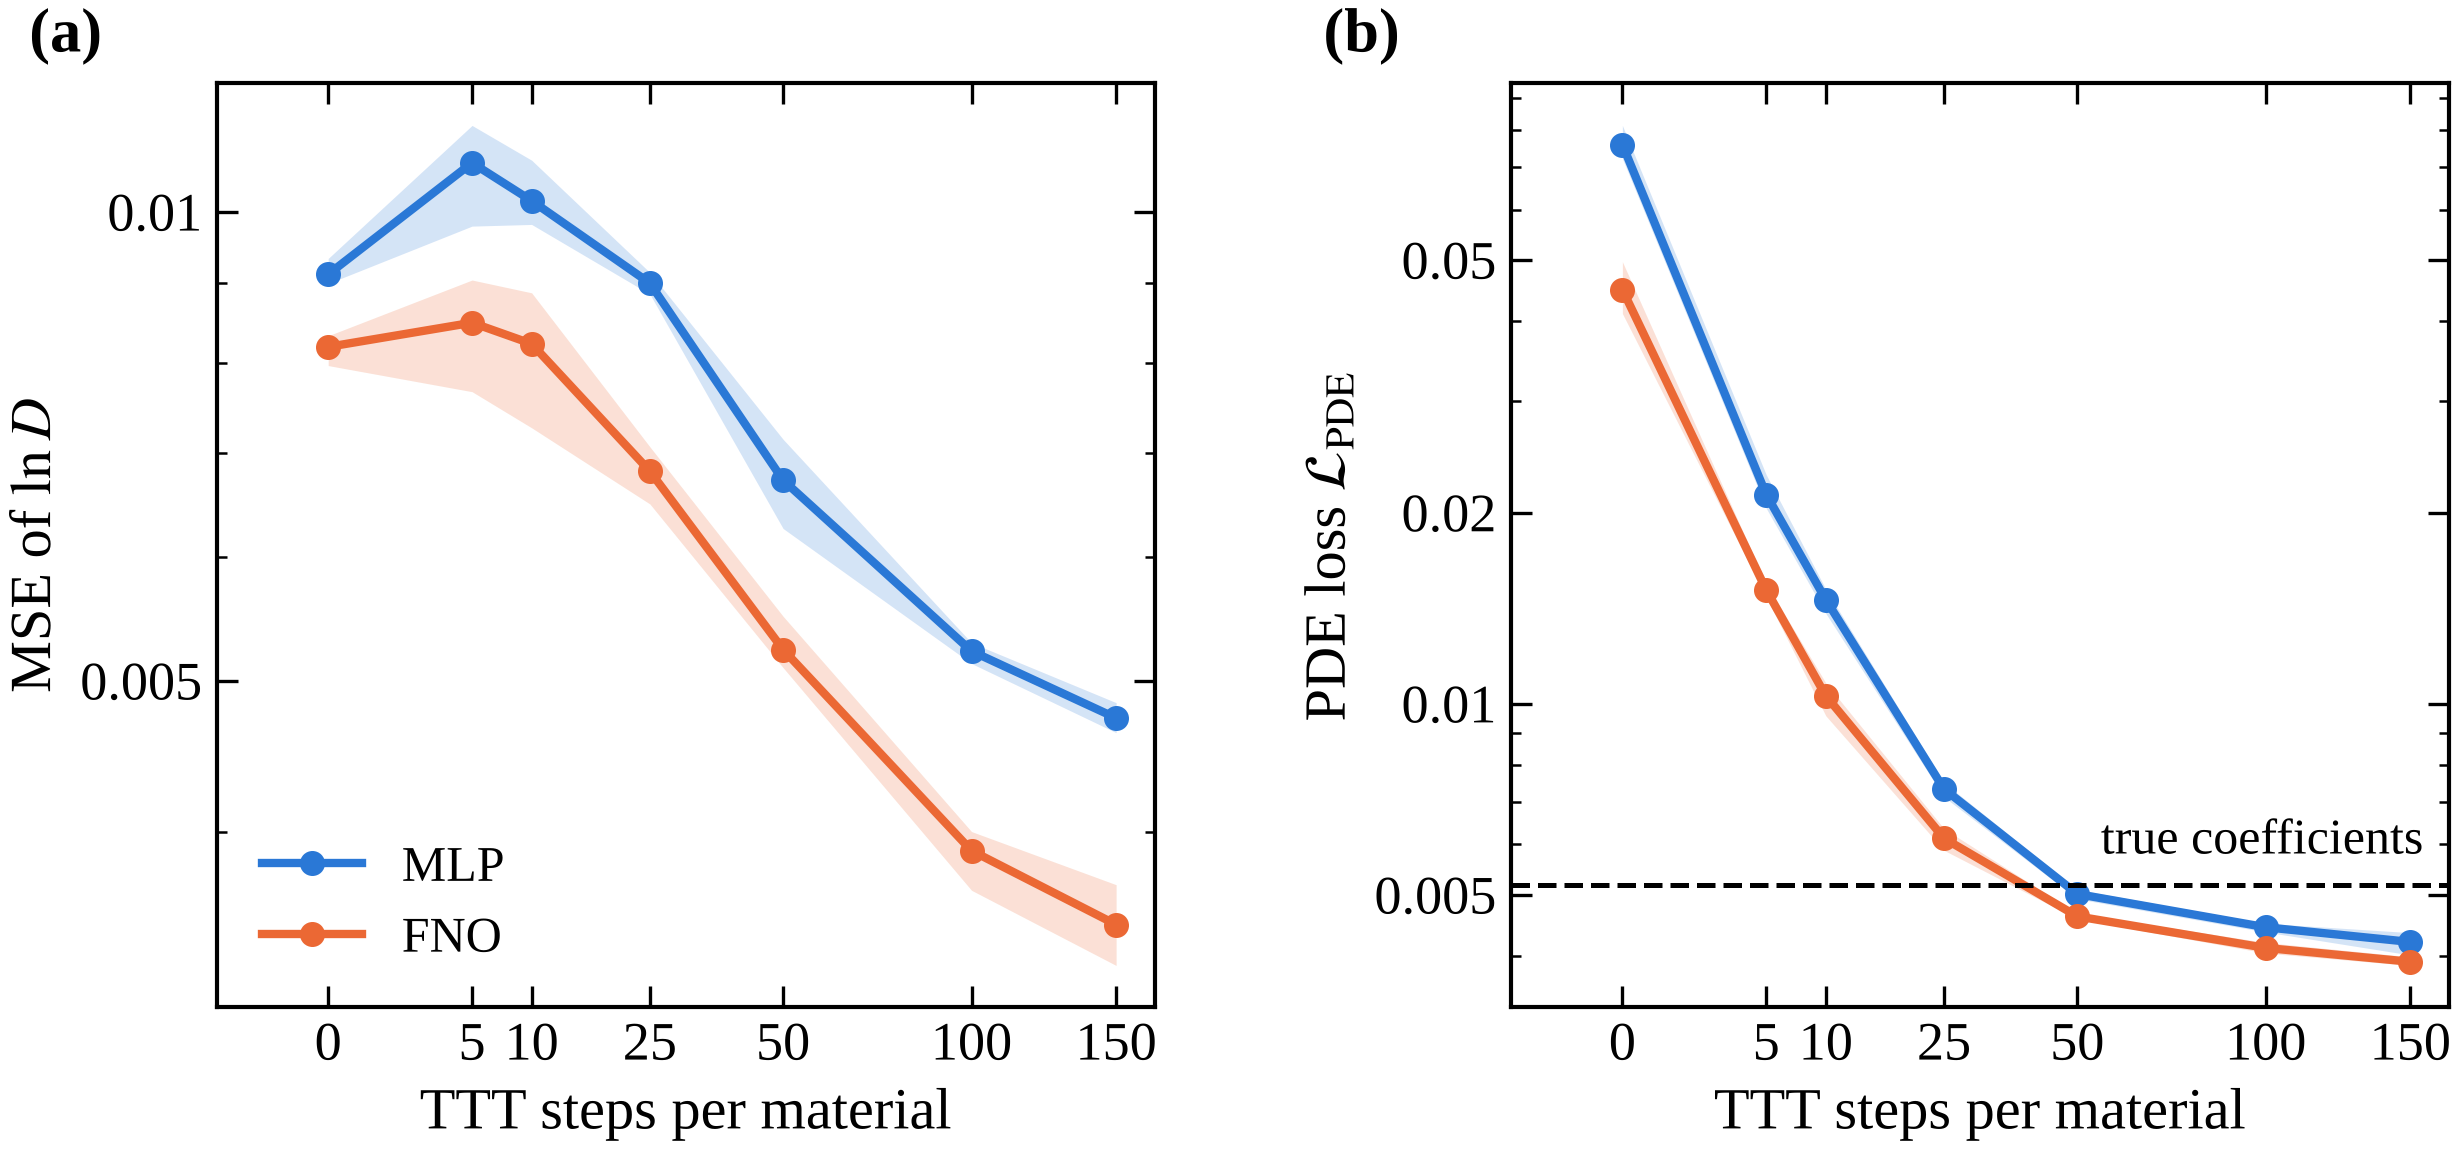 (a)
MSE of ln D
0.01
0.005
MLP
FNO
0 5 10 25 50 100 150
TTT steps per material
(b)
PDE loss ℒPDE
0.05
0.02
0.01
0.005
true coefficients
0 5 10 25 50 100 150
TTT steps per material